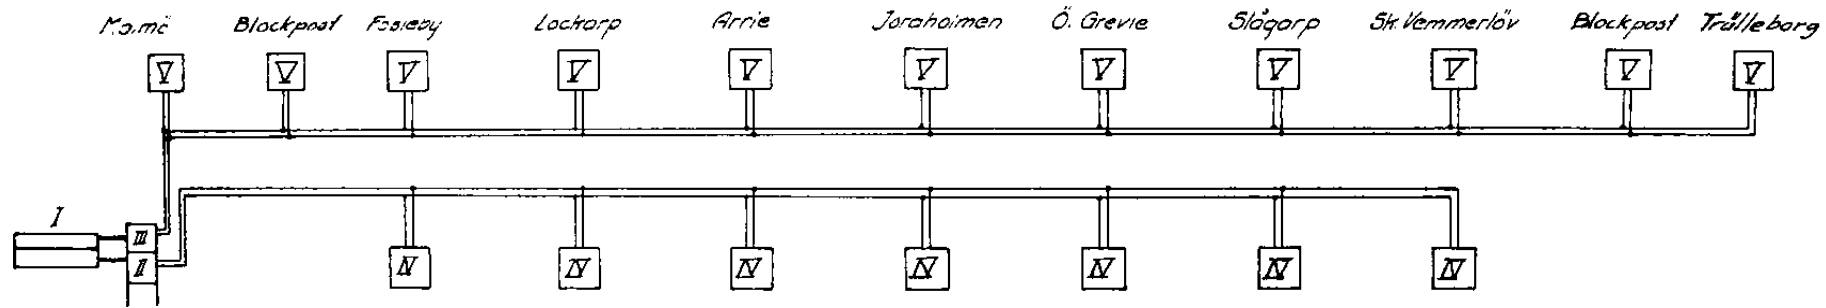 Malmö Blockpost Fosieby Lockarp Arrie Jordholmen Ö. Grevie Slågarp Sk. Vemmerlöv Blockpost Trälleborg
V V V V V V V V V V V
I III
II IV IV IV IV IV IV IV